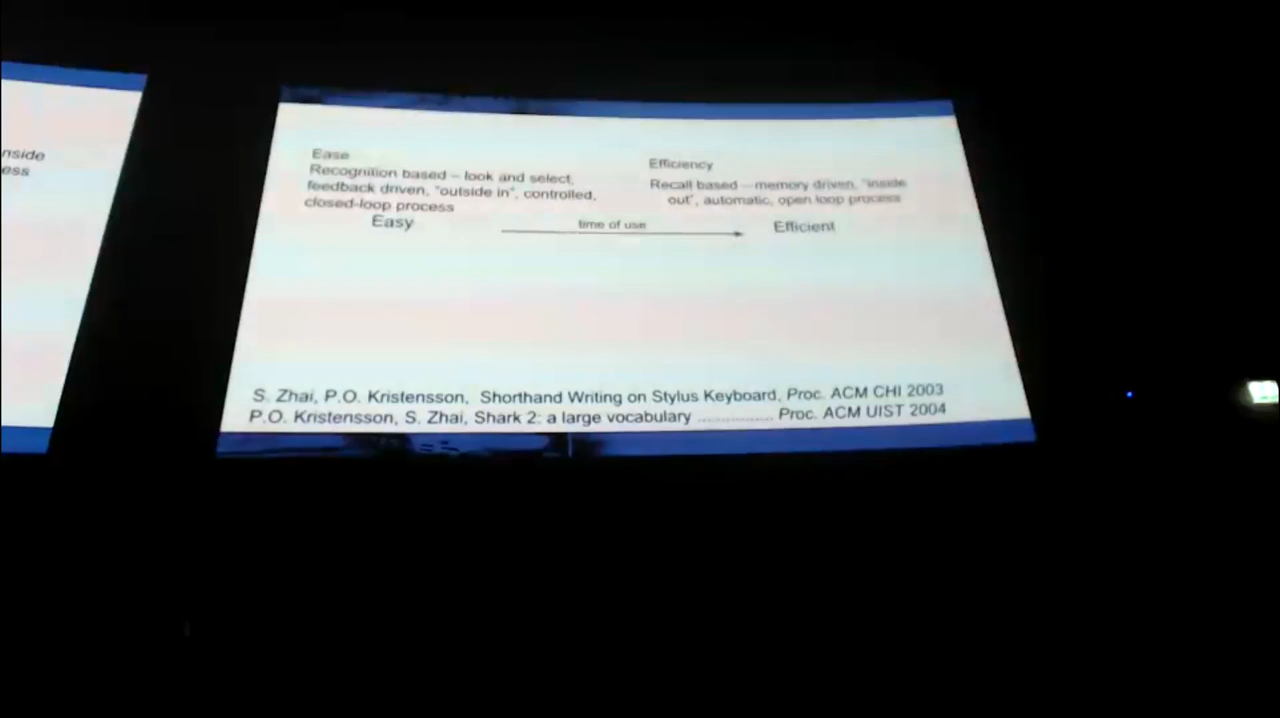 nside
ess
Ease
Recognition based – look and select,
feedback driven, "outside in", controlled,
closed-loop process
Easy
time of use
Efficiency
Recall based – memory driven, "inside
out", automatic, open loop process
Efficient
S. Zhai, P.O. Kristensson, Shorthand Writing on Stylus Keyboard, Proc. ACM CHI 2003
P.O. Kristensson, S. Zhai, Shark 2: a large vocabulary ................ Proc. ACM UIST 2004